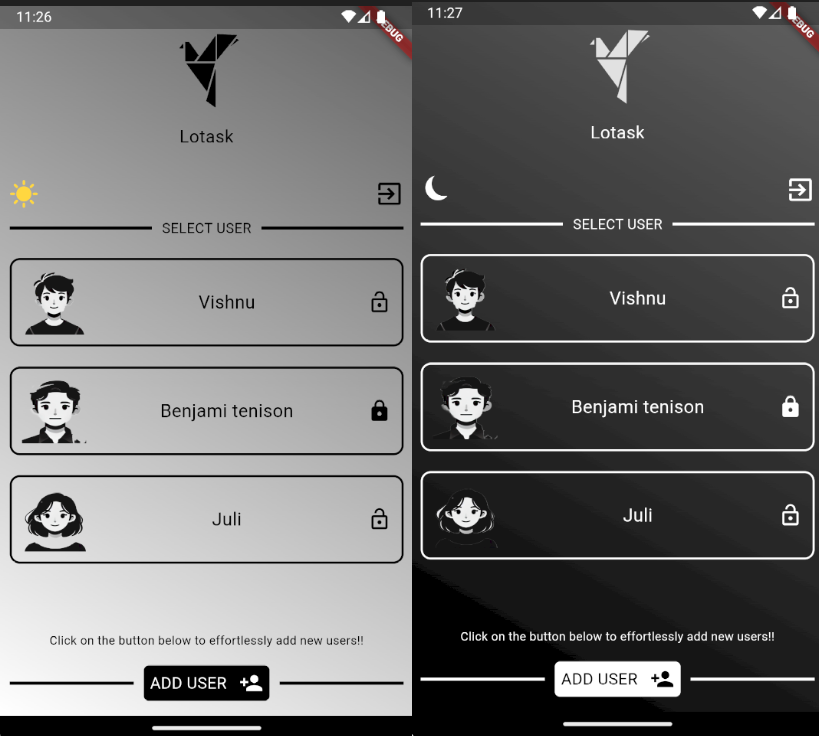 11:26
DEBUG
Lotask
SELECT USER
Vishnu
Benjami tenison
Juli
Click on the button below to effortlessly add new users!!
ADD USER
11:27
Lotask
SELECT USER
Vishnu
Benjami tenison
Juli
Click on the button below to effortlessly add new users!!
ADD USER